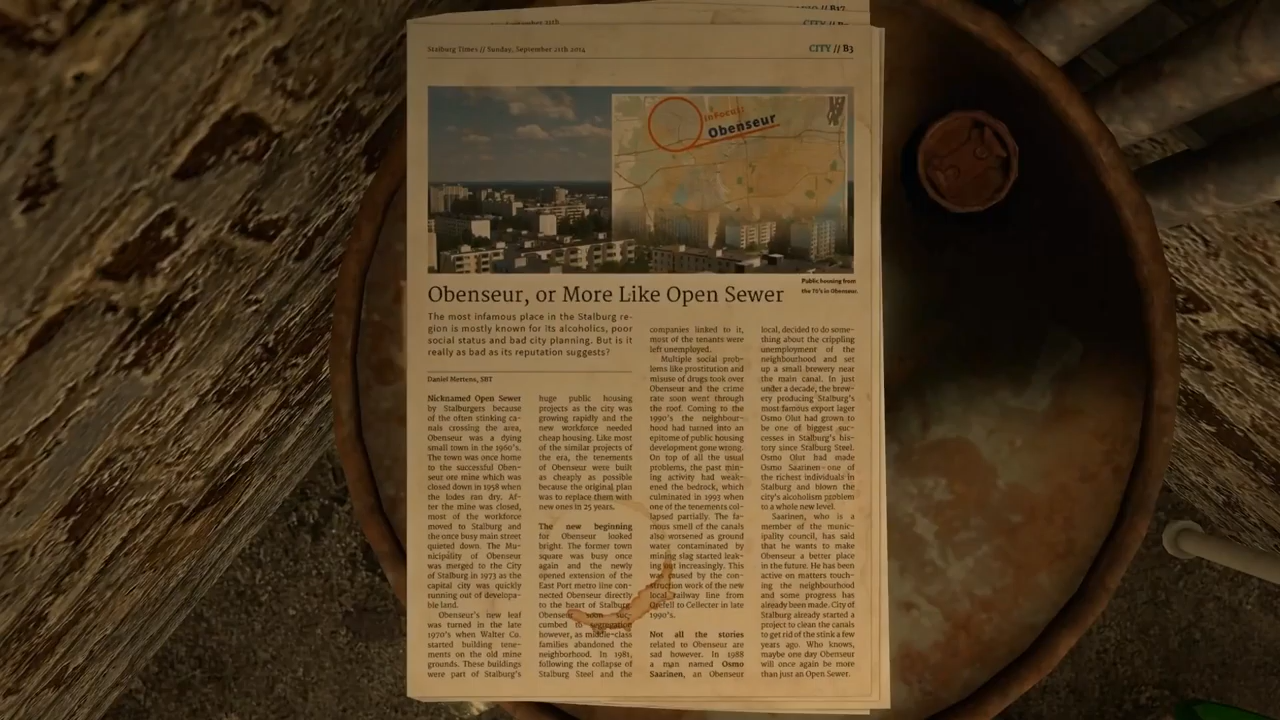 CITY // B
Stalburg Times // Sunday, September 21th 2014
CITY // B3
InFocus:
Obenseur
Public housing from
the 70's in Obenseur.
Obenseur, or More Like Open Sewer
The most infamous place in the Stalburg re-
gion is mostly known for its alcoholics, poor
social status and bad city planning. But is it
really as bad as its reputation suggests?
Daniel Mertens, SBT
Nicknamed Open Sewer
by Stalburgers because
of the often stinking ca-
nals crossing the area,
Obenseur was a dying
small town in the 1960's.
The town was once home
to the successful Oben-
seur ore mine which was
closed down in 1958 when
the lodes ran dry. Af-
ter the mine was closed,
most of the workforce
moved to Stalburg and
the once busy main street
quieted down. The Mu-
nicipality of Obenseur
was merged to the City
of Stalburg in 1973 as the
capital city was quickly
running out of developa-
ble land.
Obenseur's new leaf
was turned in the late
1970's when Walter Co.
started building tene-
ments on the old mine
grounds. These buildings
were part of Stalburg's
huge public housing
projects as the city was
growing rapidly and the
new workforce needed
cheap housing. Like most
of the similar projects of
the era, the tenements
of Obenseur were built
as cheaply as possible
because the original plan
was to replace them with
new ones in 25 years.
The new beginning
for Obenseur looked
bright. The former town
square was busy once
again and the newly
opened extension of the
East Port metro line con-
nected Obenseur directly
to the heart of Stalburg.
Obenseur soon suc-
cumbed to segregation
however, as middle-class
families abandoned the
neighborhood. In 1981,
following the collapse of
Stalburg Steel and the
companies linked to it,
most of the tenants were
left unemployed.
Multiple social prob-
lems like prostitution and
misuse of drugs took over
Obenseur and the crime
rate soon went through
the roof. Coming to the
1990's the neighbour-
hood had turned into an
epitome of public housing
development gone wrong.
On top of all the usual
problems, the past min-
ing activity had weak-
ened the bedrock, which
culminated in 1993 when
one of the tenements col-
lapsed partially. The fa-
mous smell of the canals
also worsened as ground
water contaminated by
mining slag started leak-
ing out increasingly. This
was caused by the con-
struction work of the new
local railway line from
Orefell to Cellecter in late
1990's.
Not all the stories
related to Obenseur are
sad however. In 1988
a man named Osmo
Saarinen, an Obenseur
local, decided to do some-
thing about the crippling
unemployment of the
neighbourhood and set
up a small brewery near
the main canal. In just
under a decade, the brew-
ery producing Stalburg's
most famous export lager
Osmo Olut had grown to
be one of biggest suc-
cesses in Stalburg's his-
tory since Stalburg Steel.
Osmo Olut had made
Osmo Saarinen - one of
the richest individuals in
Stalburg and blown the
city's alcoholism problem
to a whole new level.
Saarinen, who is a
member of the munic-
ipality council, has said
that he wants to make
Obenseur a better place
in the future. He has been
active on matters touch-
ing the neighbourhood
and some progress has
already been made. City of
Stalburg already started a
project to clean the canals
to get rid of the stink a few
years ago. Who knows,
maybe one day Obenseur
will once again be more
than just an Open Sewer.